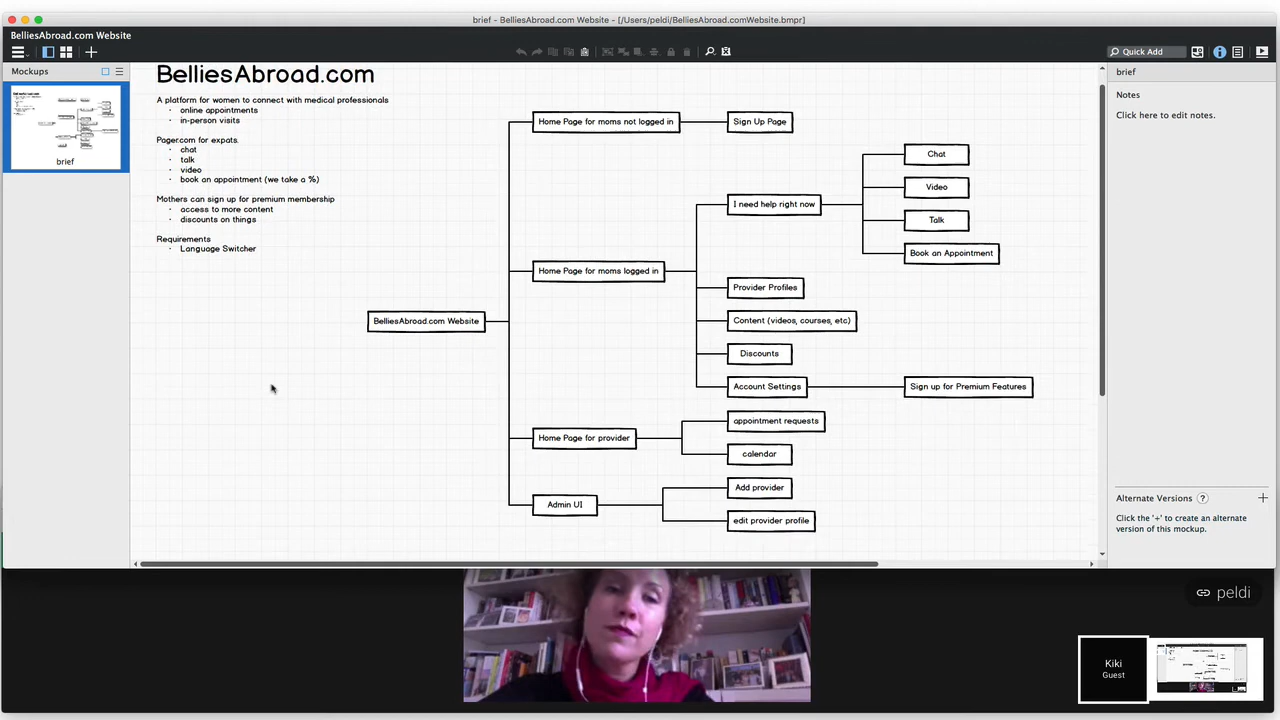 brief - BelliesAbroad.com Website - [/Users/peldi/BelliesAbroad.comWebsite.bmpr]
BelliesAbroad.com Website
Quick Add
Mockups
brief
BelliesAbroad.com
A platform for women to connect with medical professionals
· online appointments
· in-person visits
Pager.com for expats.
· chat
· talk
· video
· book an appointment (we take a %)
Mothers can sign up for premium membership
· access to more content
· discounts on things
Requirements
· Language Switcher
BelliesAbroad.com Website
Home Page for moms not logged in
Sign Up Page
Home Page for moms logged in
I need help right now
Chat
Video
Talk
Book an Appointment
Provider Profiles
Content (videos, courses, etc)
Discounts
Account Settings
Sign up for Premium Features
Home Page for provider
appointment requests
calendar
Admin UI
Add provider
edit provider profile
brief
Notes
Click here to edit notes.
Alternate Versions ?
Click the '+' to create an alternate
version of this mockup.
peldi
Kiki
Guest